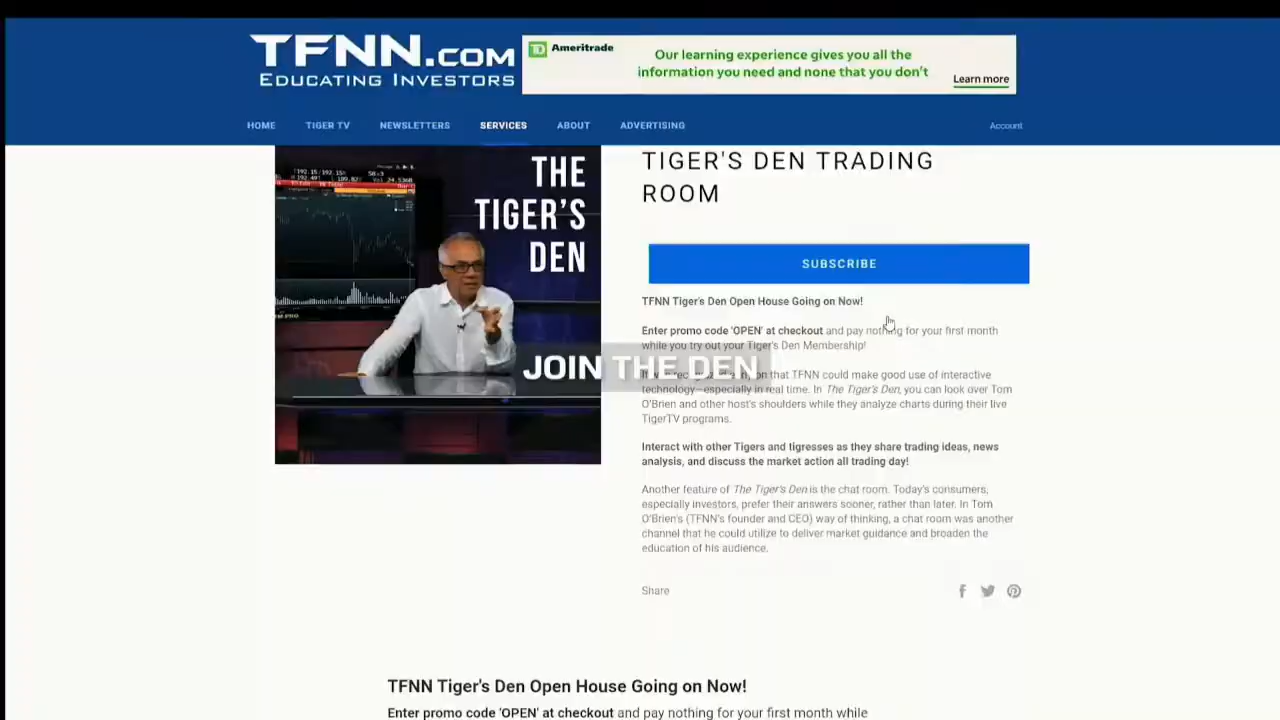 TFNN.COM
EDUCATING INVESTORS
TD Ameritrade
Our learning experience gives you all the
information you need and none that you don't
Learn more
HOME TIGER TV NEWSLETTERS SERVICES ABOUT ADVERTISING Account
THE
TIGER'S
DEN
TIGER'S DEN TRADING
ROOM
SUBSCRIBE
TFNN Tiger's Den Open House Going on Now!
Enter promo code 'OPEN' at checkout and pay nothing for your first month
while you try out your Tiger's Den Membership!
JOIN THE DEN
on that TFNN could make good use of interactive
technology—especially in real time. In The Tiger's Den, you can look over Tom
O'Brien and other host's shoulders while they analyze charts during their live
TigerTV programs.
Interact with other Tigers and tigresses as they share trading ideas, news
analysis, and discuss the market action all trading day!
Another feature of The Tiger's Den is the chat room. Today's consumers,
especially investors, prefer their answers sooner, rather than later. In Tom
O'Brien's (TFNN's founder and CEO) way of thinking, a chat room was another
channel that he could utilize to deliver market guidance and broaden the
education of his audience.
Share
TFNN Tiger's Den Open House Going on Now!
Enter promo code 'OPEN' at checkout and pay nothing for your first month while